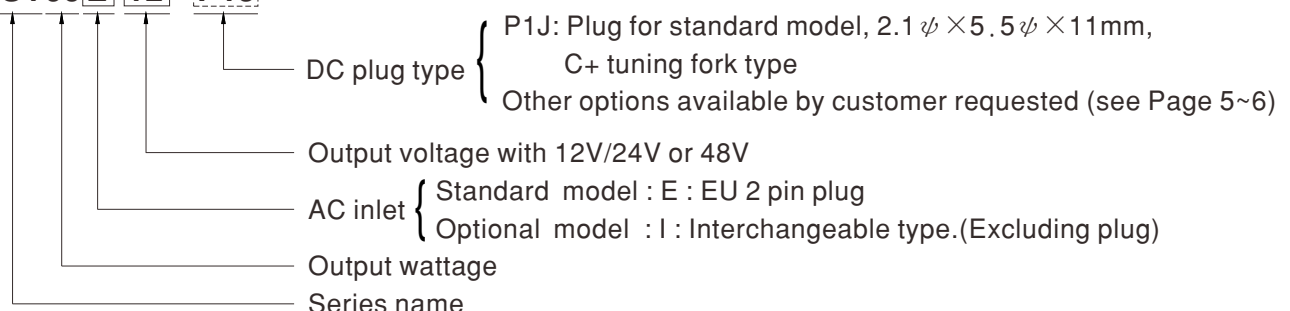 P1J: Plug for standard model, 2.1ψ×5.5ψ×11mm,
DC plug type
C+ tuning fork type
Other options available by customer requested (see Page 5~6)
Output voltage with 12V/24V or 48V
Standard model : E : EU 2 pin plug
AC inlet
Optional model : I : Interchangeable type.(Excluding plug)
Output wattage
Series name